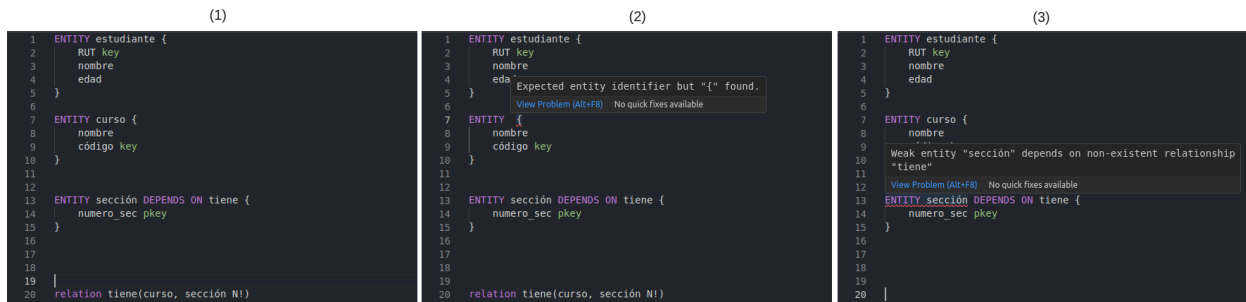 (1)
1 ENTITY estudiante {
2 RUT key
3 nombre
4 edad
5 }
6
7 ENTITY curso {
8 nombre
9 código key
10 }
11
12
13 ENTITY sección DEPENDS ON tiene {
14 numero_sec pkey
15 }
16
17
18
19
20 relation tiene(curso, sección N!)
(2)
1 ENTITY estudiante {
2 RUT key
3 nombre
4 eda
Expected entity identifier but "{" found.
5 }
View Problem (Alt+F8) No quick fixes available
6
7 ENTITY {
8 nombre
9 código key
10 }
11
12
13 ENTITY sección DEPENDS ON tiene {
14 numero_sec pkey
15 }
16
17
18
19
20 relation tiene(curso, sección N!)
(3)
1 ENTITY estudiante {
2 RUT key
3 nombre
4 edad
5 }
6
7 ENTITY curso {
8 nombre
9
10
Weak entity "sección" depends on non-existent relationship
11
"tiene"
12
View Problem (Alt+F8) No quick fixes available
13 ENTITY sección DEPENDS ON tiene {
14 numero_sec pkey
15 }
16
17
18
19
20